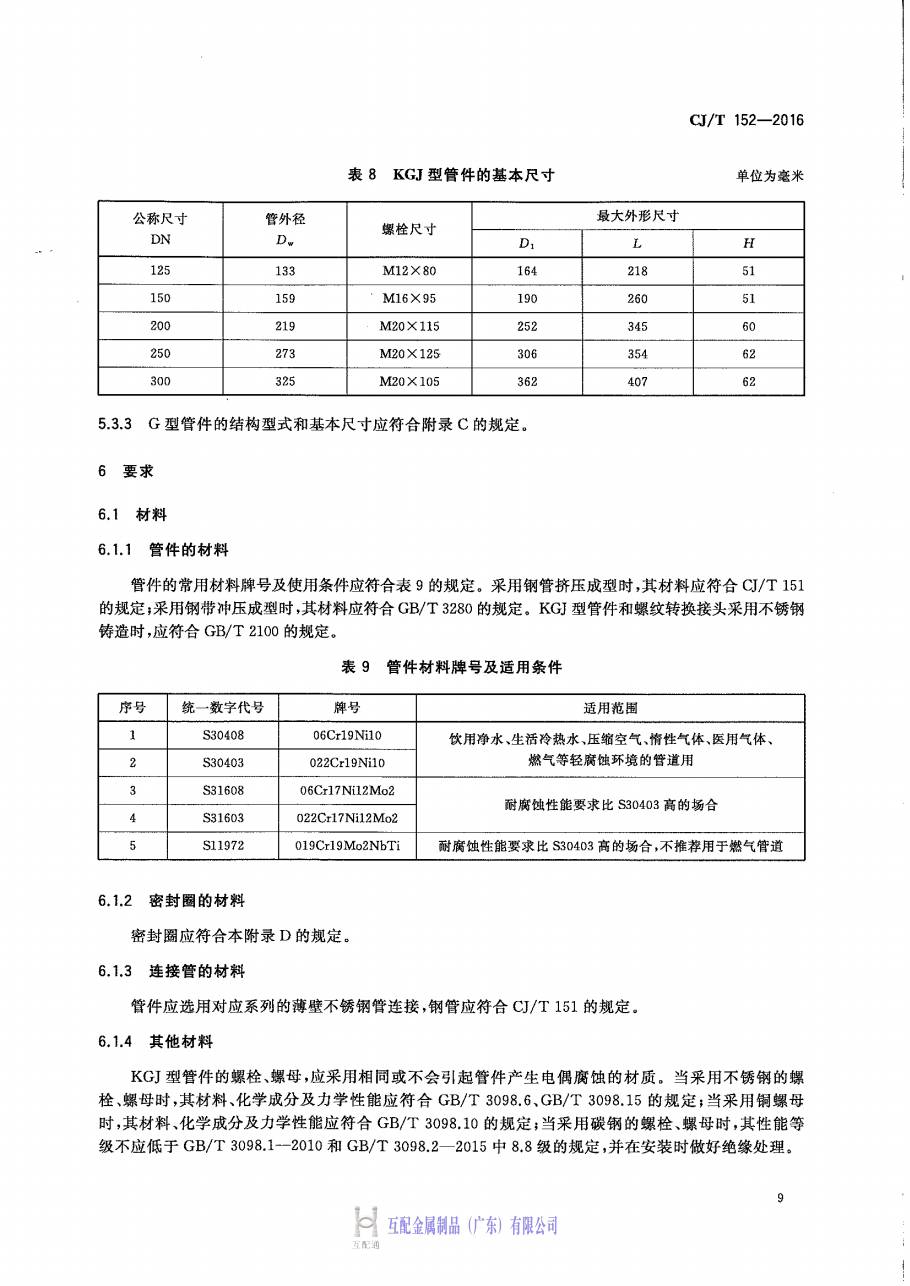 CJ/T 152—2016
表 8 KGJ 型管件的基本尺寸
单位为毫米
公称尺寸 管外径 螺栓尺寸 最大外形尺寸
DN Dw D1 L H
125 133 M12×80 164 218 51
150 159 M16×95 190 260 51
200 219 M20×115 252 345 60
250 273 M20×125 306 354 62
300 325 M20×105 362 407 62
5.3.3 G 型管件的结构型式和基本尺寸应符合附录 C 的规定。
6 要求
6.1 材料
6.1.1 管件的材料
管件的常用材料牌号及使用条件应符合表 9 的规定。采用钢管挤压成型时,其材料应符合 CJ/T 151
的规定;采用钢带冲压成型时,其材料应符合 GB/T 3280 的规定。KGJ 型管件和螺纹转换接头采用不锈钢
铸造时,应符合 GB/T 2100 的规定。
表 9 管件材料牌号及适用条件
序号 统一数字代号 牌号 适用范围
1 S30408 06Cr19Ni10 饮用净水、生活冷热水、压缩空气、惰性气体、医用气体、
2 S30403 022Cr19Ni10 燃气等轻腐蚀环境的管道用
3 S31608 06Cr17Ni12Mo2
耐腐蚀性能要求比 S30403 高的场合
4 S31603 022Cr17Ni12Mo2
5 S11972 019Cr19Mo2NbTi 耐腐蚀性能要求比 S30403 高的场合,不推荐用于燃气管道
6.1.2 密封圈的材料
密封圈应符合本附录 D 的规定。
6.1.3 连接管的材料
管件应选用对应系列的薄壁不锈钢管连接,钢管应符合 CJ/T 151 的规定。
6.1.4 其他材料
KGJ 型管件的螺栓、螺母,应采用相同或不会引起管件产生电偶腐蚀的材质。当采用不锈钢的螺
栓、螺母时,其材料、化学成分及力学性能应符合 GB/T 3098.6、GB/T 3098.15 的规定;当采用铜螺母
时,其材料、化学成分及力学性能应符合 GB/T 3098.10 的规定;当采用碳钢的螺栓、螺母时,其性能等
级不应低于 GB/T 3098.1—2010 和 GB/T 3098.2—2015 中 8.8 级的规定,并在安装时做好绝缘处理。
9
互配金属制品(广东)有限公司
互配通